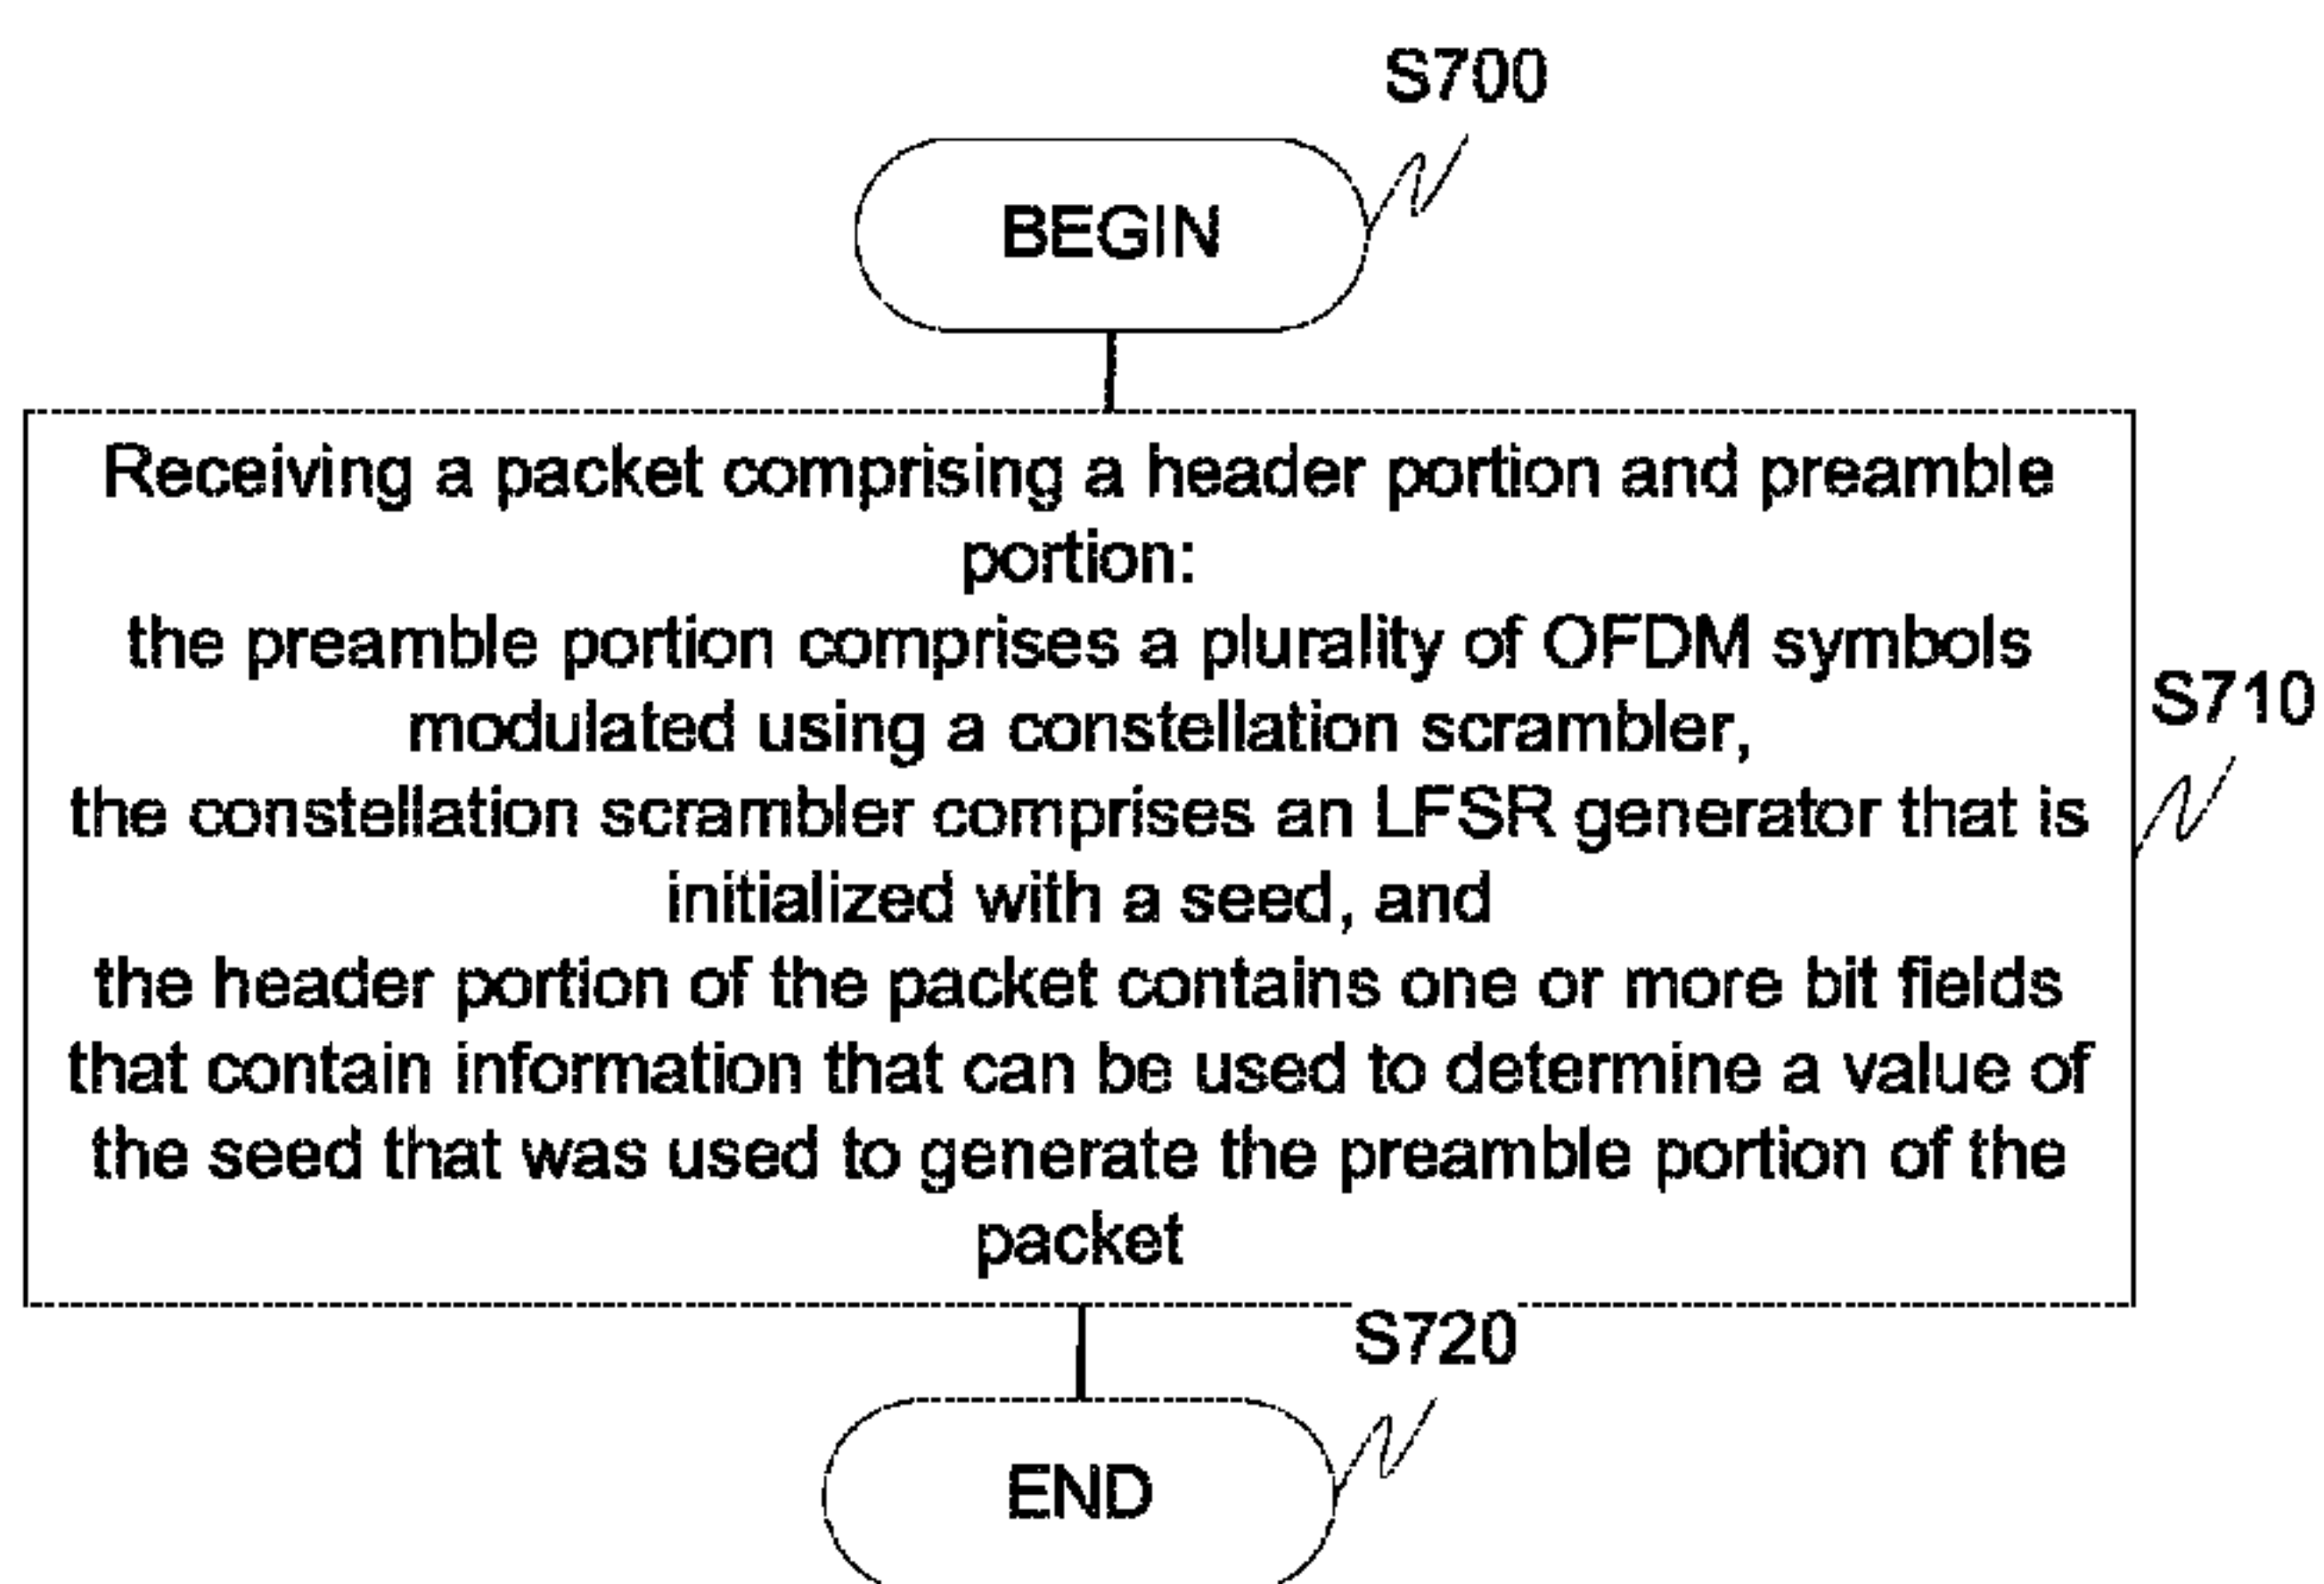 S700
BEGIN
Receiving a packet comprising a header portion and preamble
portion:
the preamble portion comprises a plurality of OFDM symbols
modulated using a constellation scrambler,
the constellation scrambler comprises an LFSR generator that is
initialized with a seed, and
the header portion of the packet contains one or more bit fields
that contain information that can be used to determine a value of
the seed that was used to generate the preamble portion of the
packet
S710
S720
END